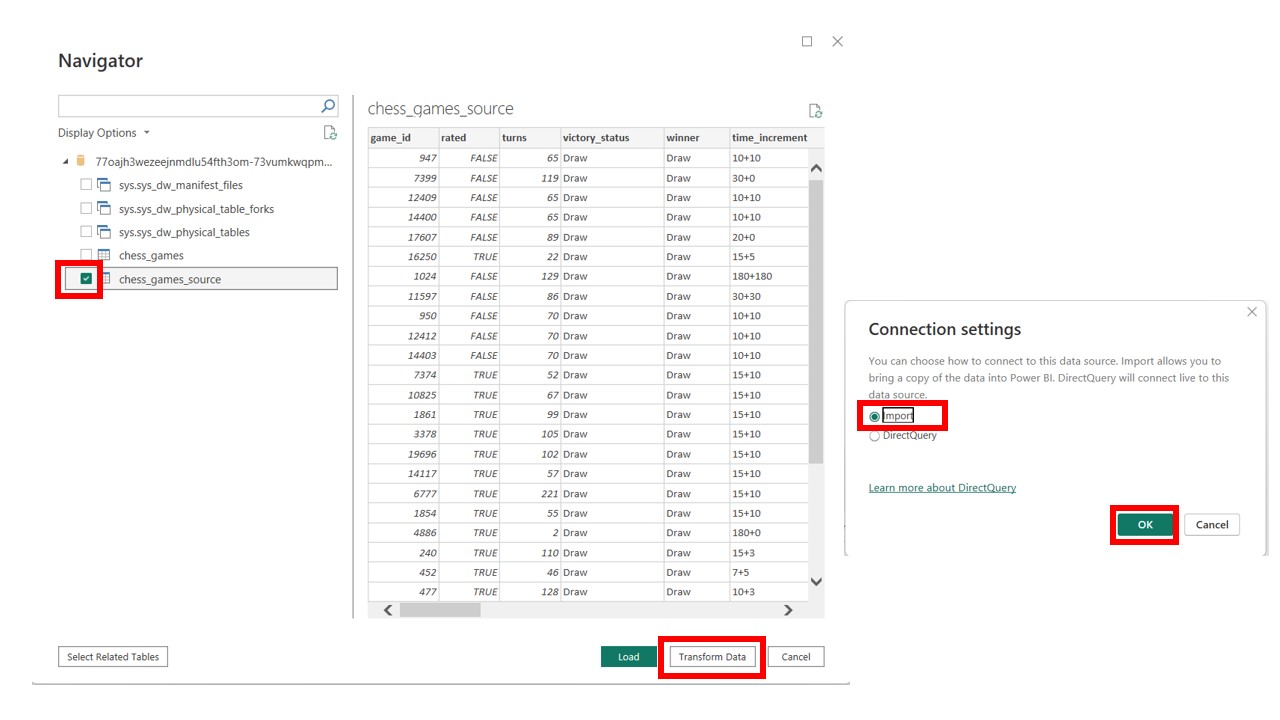 Navigator
Display Options
77oajh3wezeejnmdlu54fth3om-73vumkwqpm...
sys.sys_dw_manifest_files
sys.sys_dw_physical_table_forks
sys.sys_dw_physical_tables
chess_games
chess_games_source
chess_games_source
game_id rated turns victory_status winner time_increment
947 FALSE 65 Draw Draw 10+10
7399 FALSE 119 Draw Draw 30+0
12409 FALSE 65 Draw Draw 10+10
14400 FALSE 65 Draw Draw 10+10
17607 FALSE 89 Draw Draw 20+0
16250 TRUE 22 Draw Draw 15+5
1024 FALSE 129 Draw Draw 180+180
11597 FALSE 86 Draw Draw 30+30
950 FALSE 70 Draw Draw 10+10
12412 FALSE 70 Draw Draw 10+10
14403 FALSE 70 Draw Draw 10+10
7374 TRUE 52 Draw Draw 15+10
10825 TRUE 67 Draw Draw 15+10
1861 TRUE 99 Draw Draw 15+10
3378 TRUE 105 Draw Draw 15+10
19696 TRUE 102 Draw Draw 15+10
14117 TRUE 57 Draw Draw 15+10
6777 TRUE 221 Draw Draw 15+10
1854 TRUE 55 Draw Draw 15+10
4886 TRUE 2 Draw Draw 180+0
240 TRUE 110 Draw Draw 15+3
452 TRUE 46 Draw Draw 7+5
477 TRUE 128 Draw Draw 10+3
Select Related Tables
Load
Transform Data
Cancel
Connection settings
You can choose how to connect to this data source. Import allows you to
bring a copy of the data into Power BI. DirectQuery will connect live to this
data source.
Import
DirectQuery
Learn more about DirectQuery
OK
Cancel